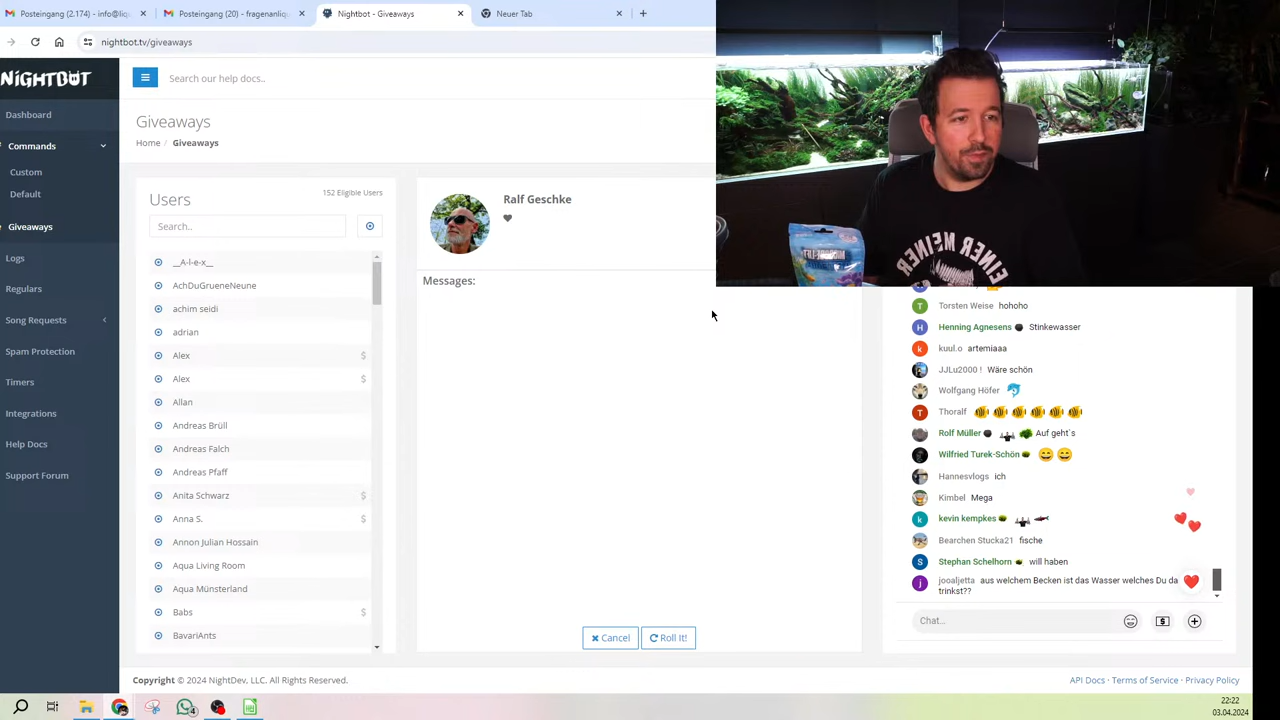 Posteingang (2.174) - info@liqu
Posteingang (20) - fragenanliq
Nightbot - Giveaways
Neuer Tab
nightbot.tv/giveaways
NiGHTBOT
Search our help docs..
Dashboard
Commands
Custom
Default
Giveaways
Logs
Regulars
Song Requests
Spam Protection
Timers
Integrations
Help Docs
Support Forum
Giveaways
Home / Giveaways
Users
152 Eligible Users
Search..
__A-l-e-x__
AchDuGrueneNeune
achim seidi
adrian
Alex $
Alex $
Allan
Andreas Brüll
Andreas Falch
Andreas Pfaff
Anita Schwarz $
Anna S. $
Annon Julian Hossain
Aqua Living Room
Aqua Münsterland
Babs $
BavariAnts
Ralf Geschke
Messages:
Cancel
Roll It!
EINER MEINER
Torsten Weise hohoho
Henning Agnesens Stinkewasser
kuul.o artemiaaa
JJLu2000 ! Wäre schön
Wolfgang Höfer
Thoralf
Rolf Müller Auf geht´s
Wilfried Turek-Schön
Hannesvlogs ich
Kimbel Mega
kevin kempkes
Bearchen Stucka21 fische
Stephan Schelhorn will haben
jooaljetta aus welchem Becken ist das Wasser welches Du da
trinkst??
Chat...
Copyright © 2024 NightDev, LLC. All Rights Reserved.
API Docs · Terms of Service · Privacy Policy
22:22
03.04.2024